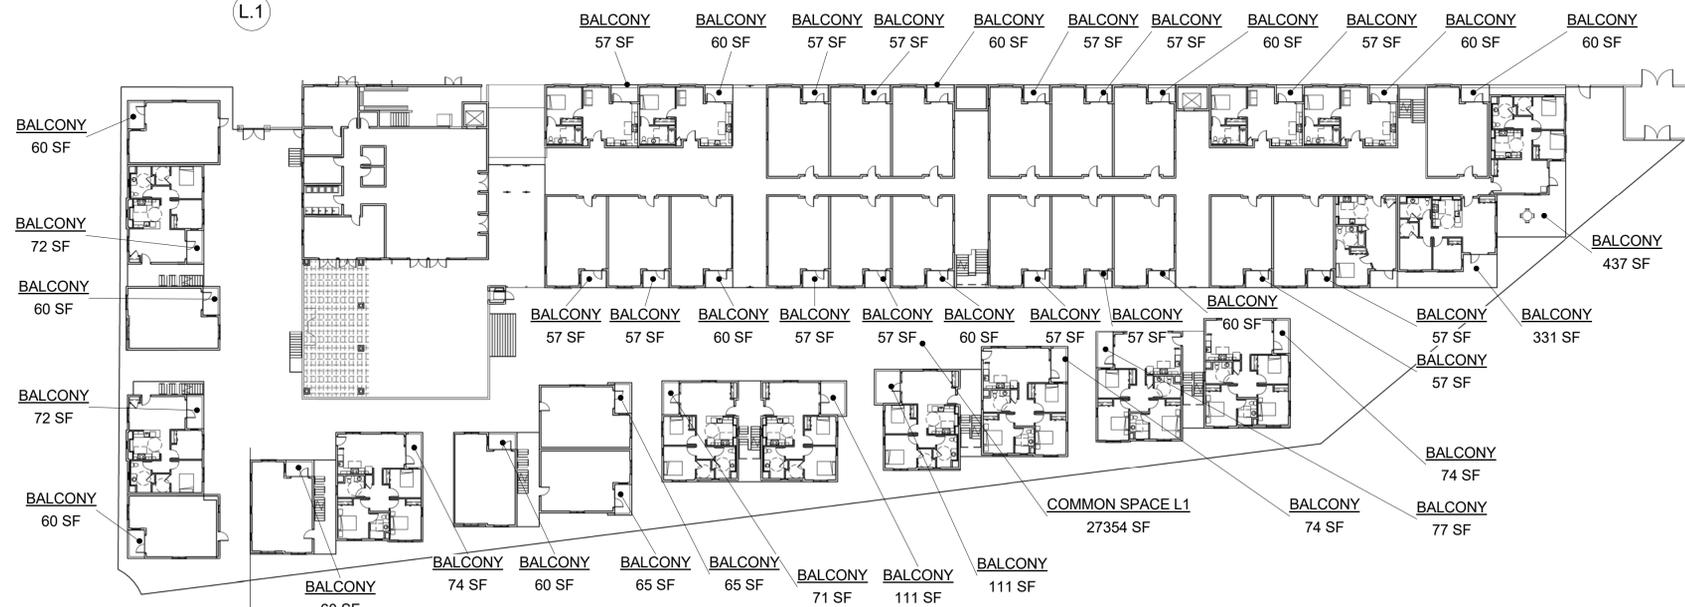 L.1
BALCONY
57 SF
BALCONY
60 SF
BALCONY
57 SF
BALCONY
57 SF
BALCONY
60 SF
BALCONY
57 SF
BALCONY
57 SF
BALCONY
60 SF
BALCONY
57 SF
BALCONY
60 SF
BALCONY
60 SF
BALCONY
60 SF
BALCONY
72 SF
BALCONY
60 SF
BALCONY
72 SF
BALCONY
60 SF
BALCONY
437 SF
BALCONY
57 SF
BALCONY
57 SF
BALCONY
60 SF
BALCONY
57 SF
BALCONY
57 SF
BALCONY
60 SF
BALCONY
57 SF
BALCONY
57 SF
BALCONY
60 SF
BALCONY
57 SF
BALCONY
331 SF
BALCONY
57 SF
BALCONY
74 SF
BALCONY
77 SF
BALCONY
74 SF
COMMON SPACE L1
27354 SF
BALCONY
111 SF
BALCONY
111 SF
BALCONY
71 SF
BALCONY
65 SF
BALCONY
65 SF
BALCONY
60 SF
BALCONY
74 SF
BALCONY